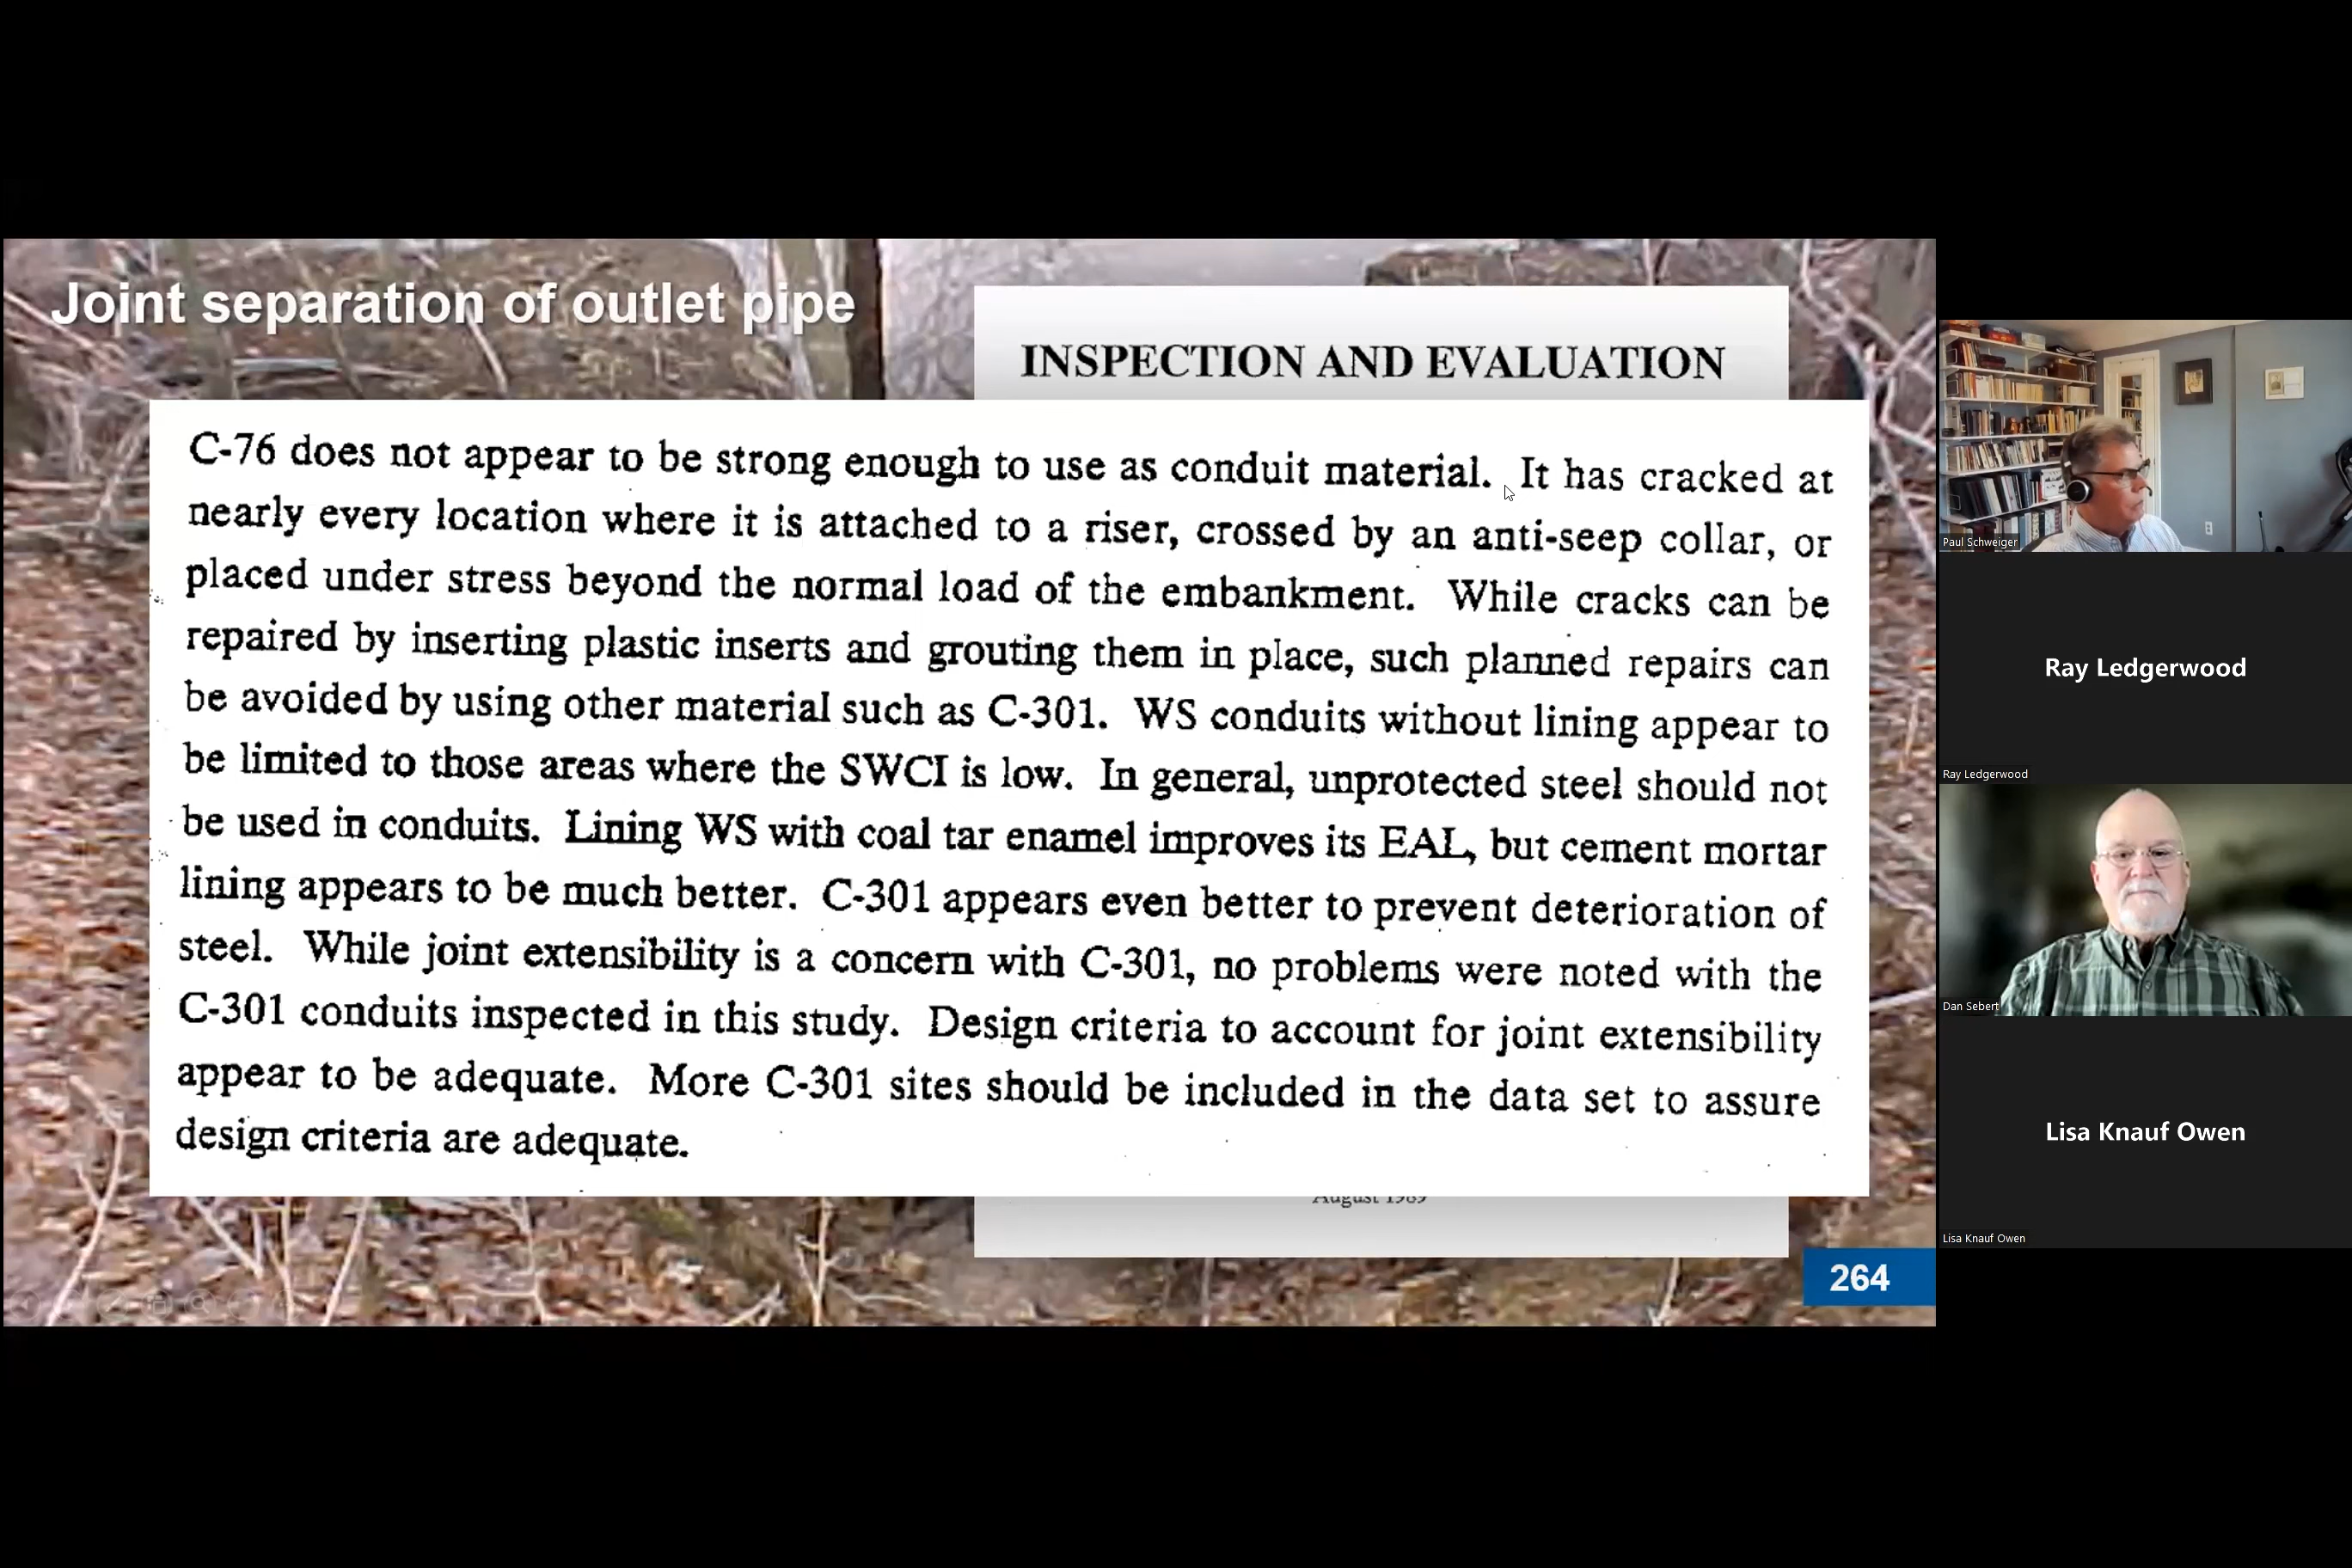 Joint separation of outlet pipe
INSPECTION AND EVALUATION
C-76 does not appear to be strong enough to use as conduit material. It has cracked at
nearly every location where it is attached to a riser, crossed by an anti-seep collar, or
placed under stress beyond the normal load of the embankment. While cracks can be
repaired by inserting plastic inserts and grouting them in place, such planned repairs can
be avoided by using other material such as C-301. WS conduits without lining appear to
be limited to those areas where the SWCI is low. In general, unprotected steel should not
be used in conduits. Lining WS with coal tar enamel improves its EAL, but cement mortar
lining appears to be much better. C-301 appears even better to prevent deterioration of
steel. While joint extensibility is a concern with C-301, no problems were noted with the
C-301 conduits inspected in this study. Design criteria to account for joint extensibility
appear to be adequate. More C-301 sites should be included in the data set to assure
design criteria are adequate.
August 1989
264
Paul Schweiger
Ray Ledgerwood
Ray Ledgerwood
Dan Sebert
Lisa Knauf Owen
Lisa Knauf Owen